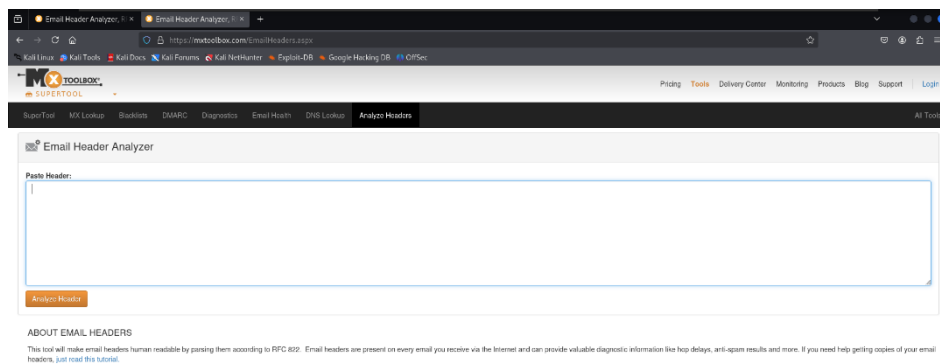 Email Header Analyzer, R
Email Header Analyzer, R
https://mxtoolbox.com/EmailHeaders.aspx
Kali Linux Kali Tools Kali Docs Kali Forums Kali NetHunter Exploit-DB Google Hacking DB OffSec
MX TOOLBOX
SUPERTOOL
Pricing Tools Delivery Center Monitoring Products Blog Support Login
SuperTool MX Lookup Blacklists DMARC Diagnostics Email Health DNS Lookup Analyze Headers All Tools
Email Header Analyzer
Paste Header:
Analyze Header
ABOUT EMAIL HEADERS
This tool will make email headers human readable by parsing them according to RFC 822. Email headers are present on every email you receive via the Internet and can provide valuable diagnostic information like hop delays, anti-spam results and more. If you need help getting copies of your email
headers, just read this tutorial.